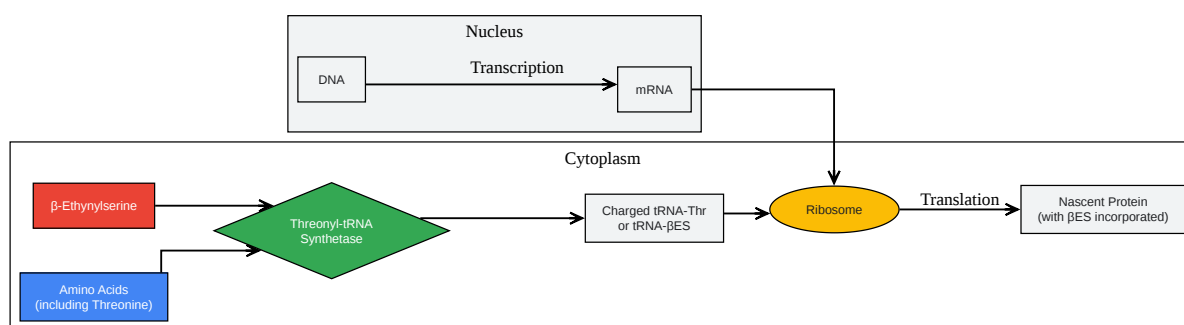 Nucleus
DNA
Transcription
mRNA
Cytoplasm
β-Ethynylserine
Threonyl-tRNA
Synthetase
Charged tRNA-Thr
or tRNA-βES
Ribosome
Translation
Nascent Protein
(with βES incorporated)
Amino Acids
(including Threonine)